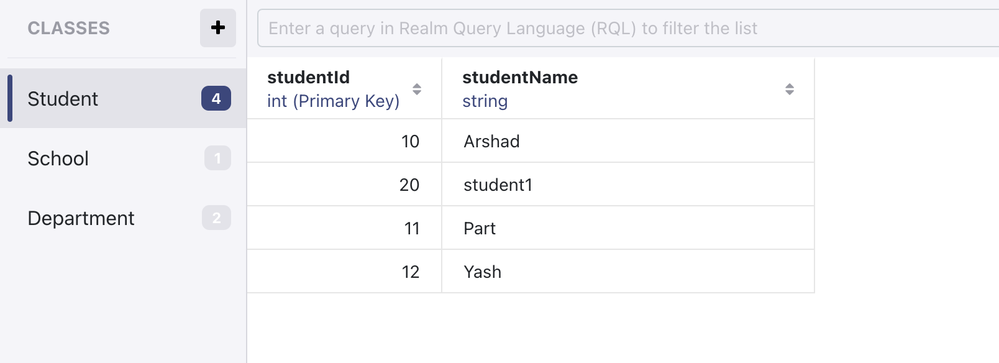 CLASSES
Student 4
School 1
Department 2
Enter a query in Realm Query Language (RQL) to filter the list
studentId studentName
int (Primary Key) string
10 Arshad
20 student1
11 Part
12 Yash